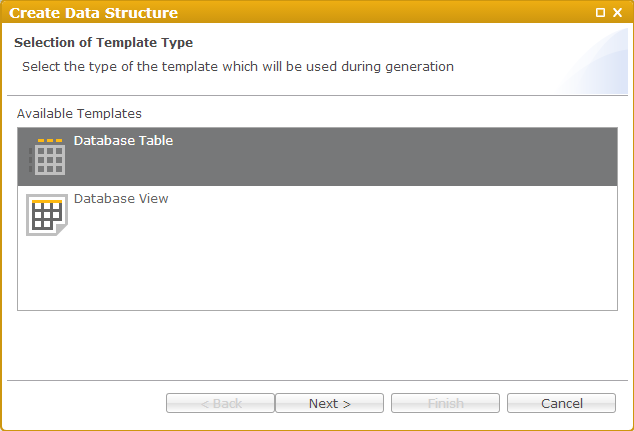 Create Data Structure
Selection of Template Type
Select the type of the template which will be used during generation
Available Templates
Database Table
Database View
< Back Next > Finish Cancel